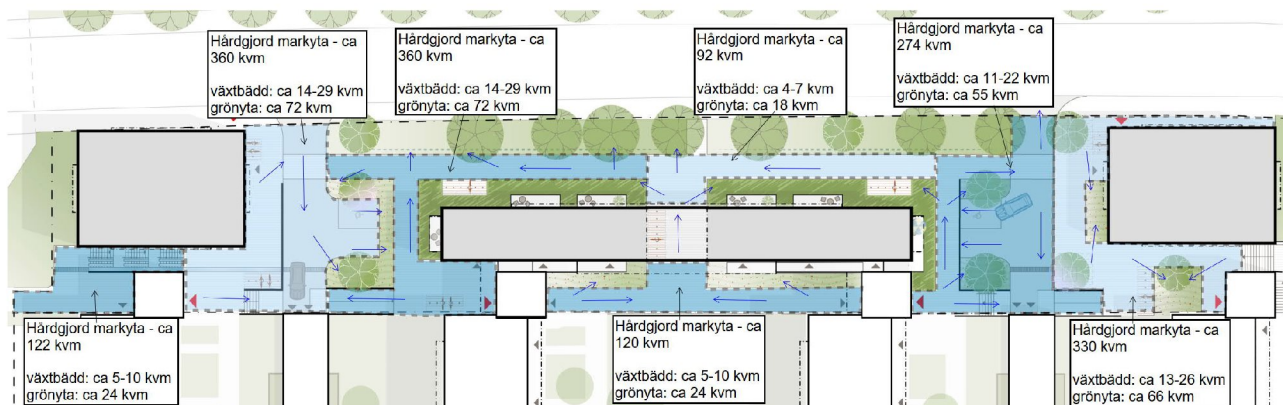 Hårdgjord markyta - ca
360 kvm
växtbädd: ca 14-29 kvm
grönyta: ca 72 kvm
Hårdgjord markyta - ca
360 kvm
växtbädd: ca 14-29 kvm
grönyta: ca 72 kvm
Hårdgjord markyta - ca
92 kvm
växtbädd: ca 4-7 kvm
grönyta: ca 18 kvm
Hårdgjord markyta - ca
274 kvm
växtbädd: ca 11-22 kvm
grönyta: ca 55 kvm
Hårdgjord markyta - ca
122 kvm
växtbädd: ca 5-10 kvm
grönyta: ca 24 kvm
Hårdgjord markyta - ca
120 kvm
växtbädd: ca 5-10 kvm
grönyta: ca 24 kvm
Hårdgjord markyta - ca
330 kvm
växtbädd: ca 13-26 kvm
grönyta: ca 66 kvm